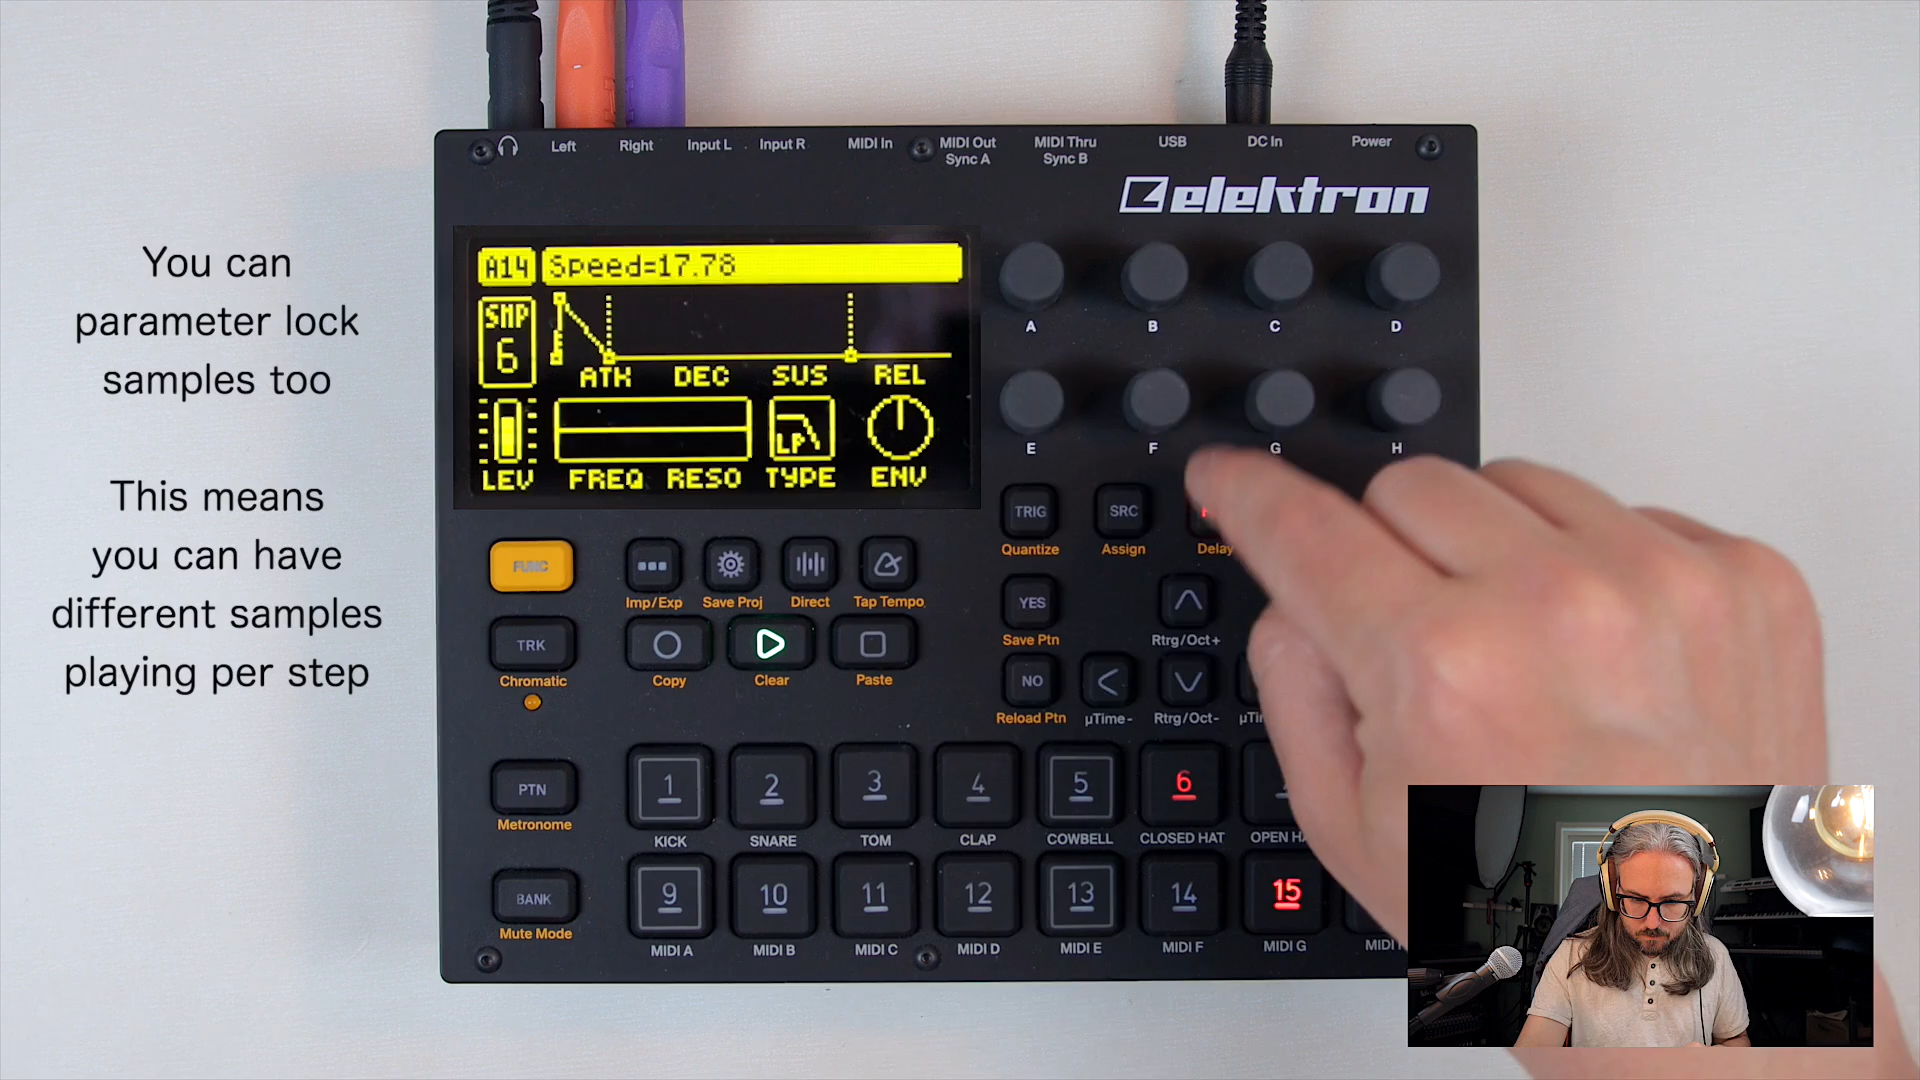 Left Right Input L Input R MIDI In MIDI Out MIDI Thru USB DC In Power
Sync A Sync B
elektron
You can
parameter lock
samples too
This means
you can have
different samples
playing per step
A14 Speed=17.78
SMP
6
ATK DEC SUS REL
LP
LEV FREQ RESO TYPE ENV
A B C D
E F G H
TRIG SRC
Quantize Assign Delay
FUNC
Imp/Exp Save Proj Direct Tap Tempo
YES
Save Ptn Rtrg/Oct+
TRK
Chromatic Copy Clear Paste
NO
Reload Ptn µTime- Rtrg/Oct-
PTN
Metronome
1 2 3 4 5 6
KICK SNARE TOM CLAP COWBELL CLOSED HAT OPEN
BANK
Mute Mode
9 10 11 12 13 14 15
MIDI A MIDI B MIDI C MIDI D MIDI E MIDI F MIDI G MIDI